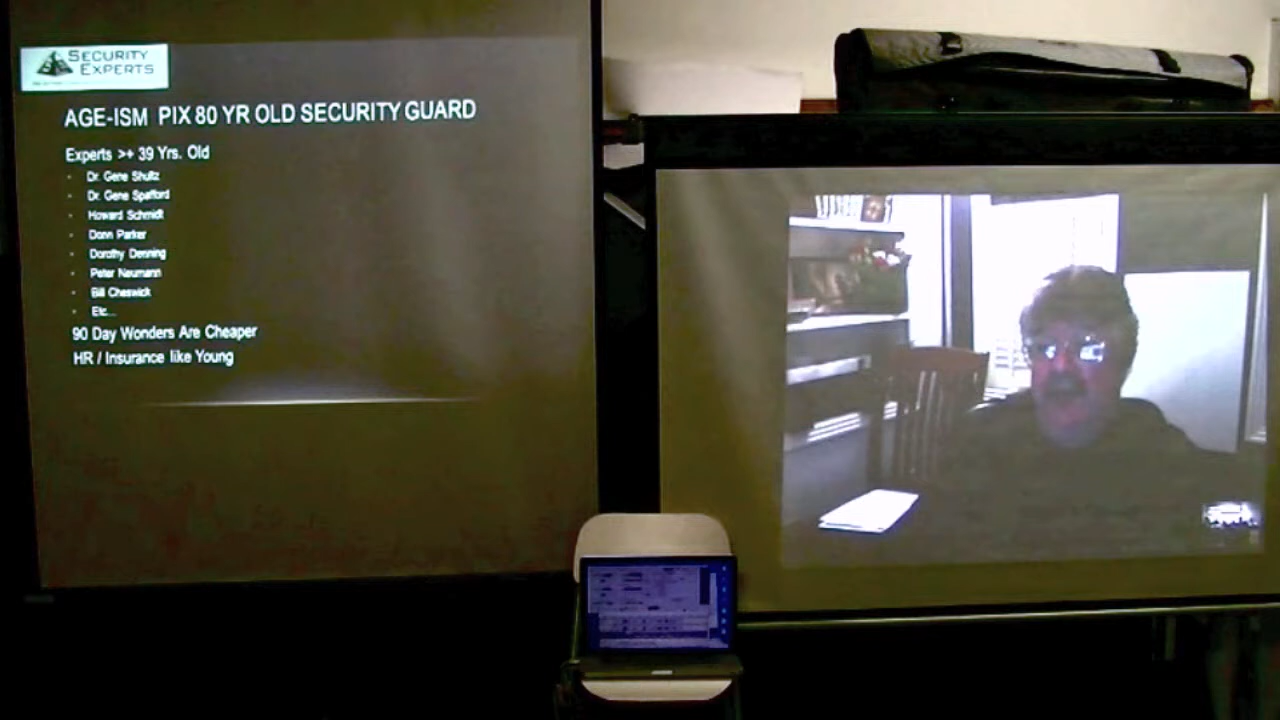 SECURITY
EXPERTS
AGE-ISM PIX 80 YR OLD SECURITY GUARD
Experts >+ 39 Yrs. Old
Dr. Gene Shultz
Dr. Gene Spafford
Howard Schmidt
Donn Parker
Dorothy Denning
Peter Neumann
Bill Cheswick
Etc...
90 Day Wonders Are Cheaper
HR / Insurance like Young